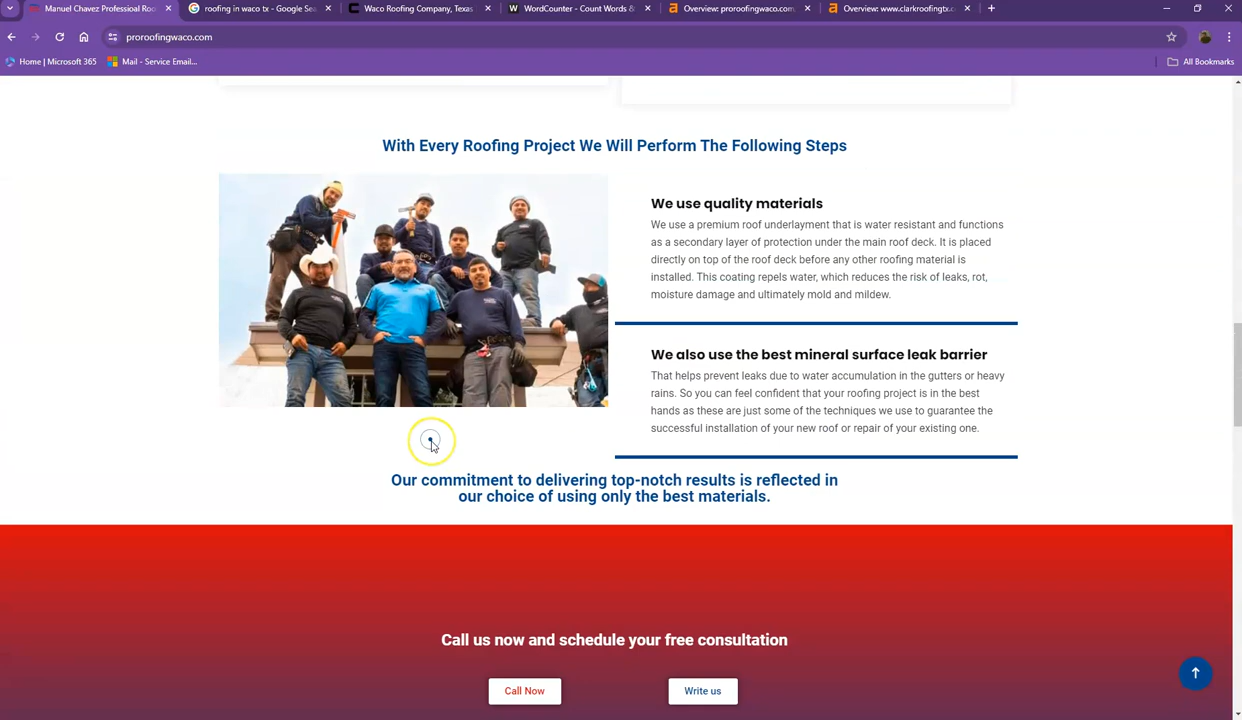 Manuel Chavez Professional Roo
roofing in waco tx - Google Sea
Waco Roofing Company, Texas
WordCounter - Count Words &
Overview: proroofingwaco.com
Overview: www.clarkroofingtx.c
proroofingwaco.com
Home | Microsoft 365
Mail - Service Email...
All Bookmarks
With Every Roofing Project We Will Perform The Following Steps
We use quality materials
We use a premium roof underlayment that is water resistant and functions
as a secondary layer of protection under the main roof deck. It is placed
directly on top of the roof deck before any other roofing material is
installed. This coating repels water, which reduces the risk of leaks, rot,
moisture damage and ultimately mold and mildew.
We also use the best mineral surface leak barrier
That helps prevent leaks due to water accumulation in the gutters or heavy
rains. So you can feel confident that your roofing project is in the best
hands as these are just some of the techniques we use to guarantee the
successful installation of your new roof or repair of your existing one.
Our commitment to delivering top-notch results is reflected in
our choice of using only the best materials.
Call us now and schedule your free consultation
Call Now
Write us